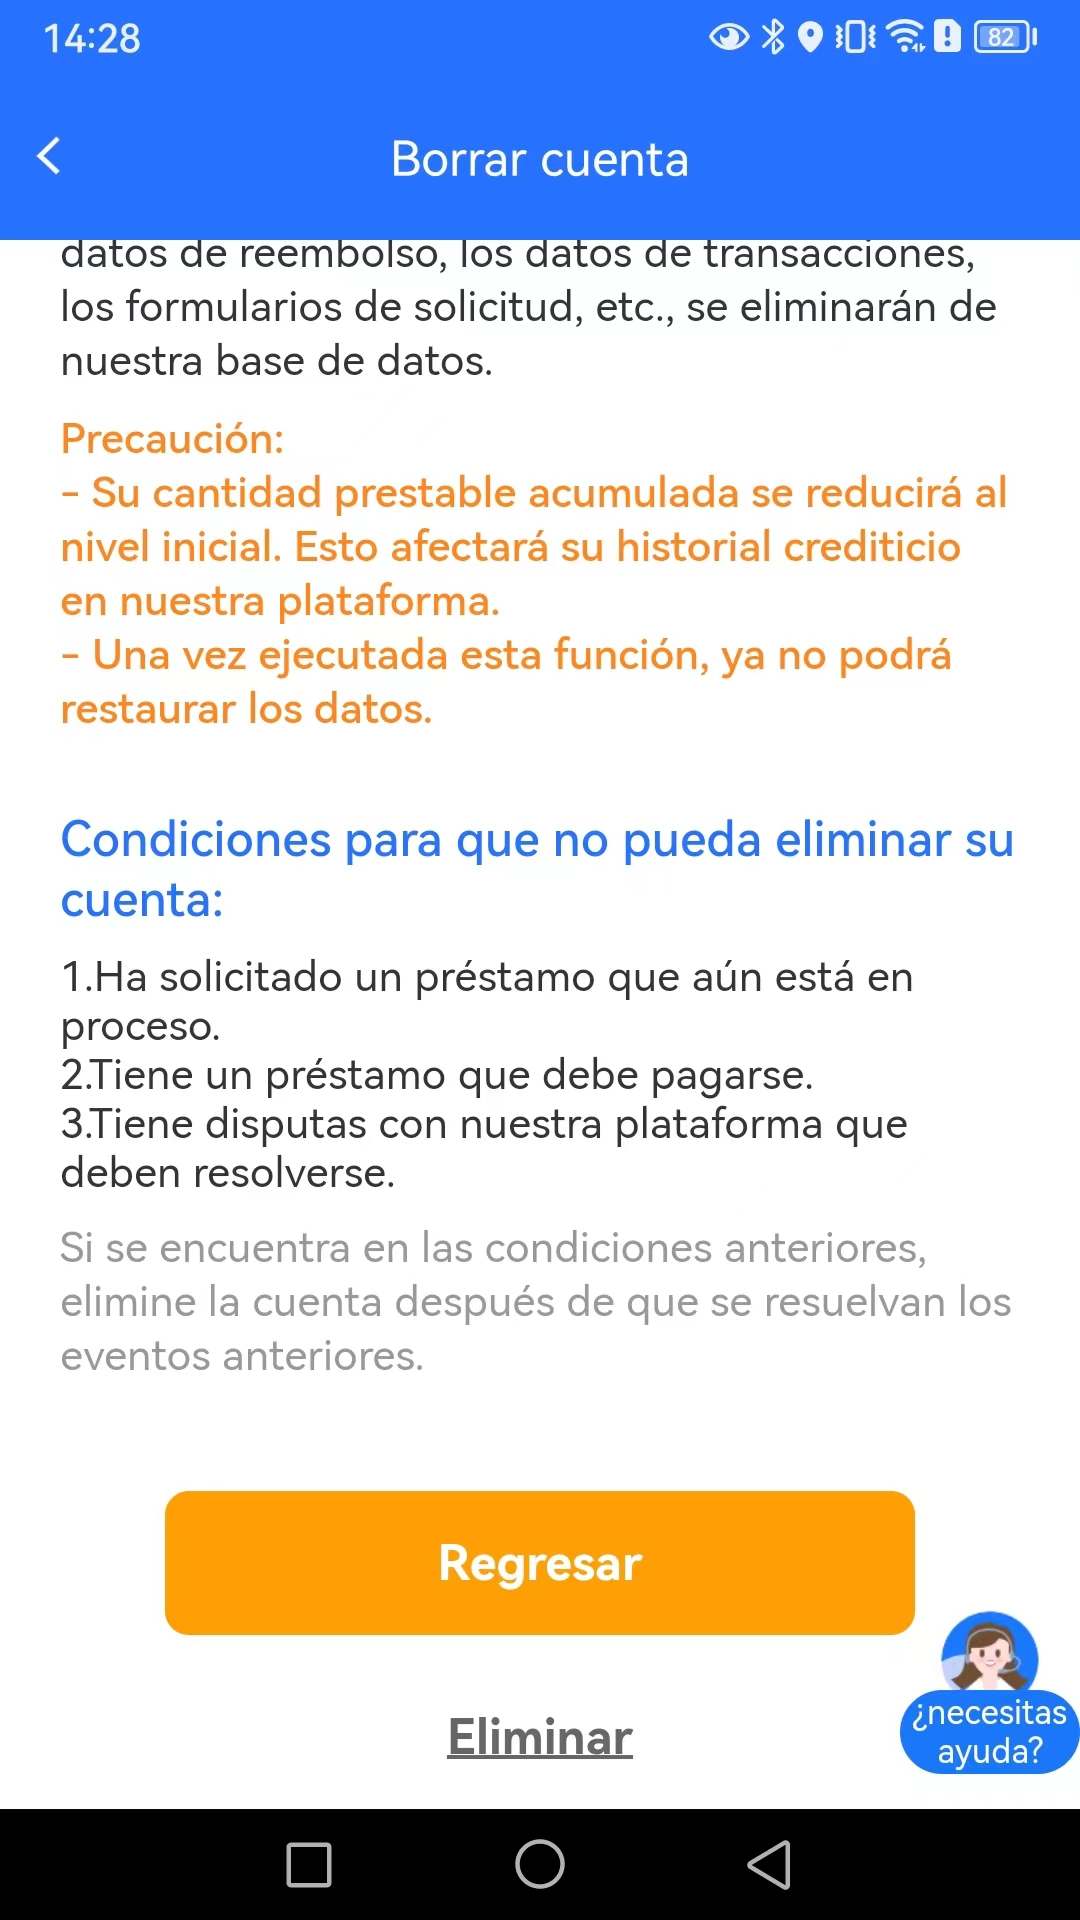 14:28
82
Borrar cuenta
datos de reembolso, los datos de transacciones,
los formularios de solicitud, etc., se eliminarán de
nuestra base de datos.
Precaución:
- Su cantidad prestable acumulada se reducirá al
nivel inicial. Esto afectará su historial crediticio
en nuestra plataforma.
- Una vez ejecutada esta función, ya no podrá
restaurar los datos.
Condiciones para que no pueda eliminar su
cuenta:
1.Ha solicitado un préstamo que aún está en
proceso.
2.Tiene un préstamo que debe pagarse.
3.Tiene disputas con nuestra plataforma que
deben resolverse.
Si se encuentra en las condiciones anteriores,
elimine la cuenta después de que se resuelvan los
eventos anteriores.
Regresar
¿necesitas
ayuda?
Eliminar